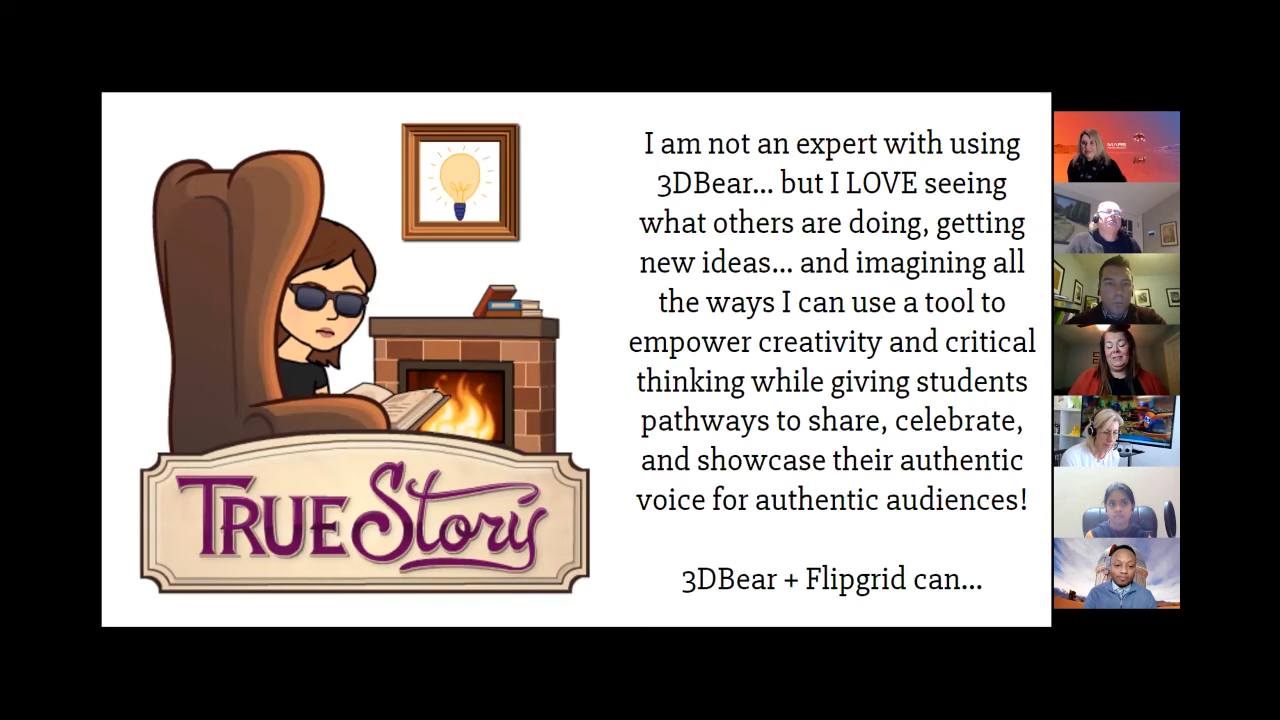 I am not an expert with using
3DBear... but I LOVE seeing
what others are doing, getting
new ideas... and imagining all
the ways I can use a tool to
empower creativity and critical
thinking while giving students
pathways to share, celebrate,
and showcase their authentic
voice for authentic audiences!
3DBear + Flipgrid can...
TRUE Story
MARS